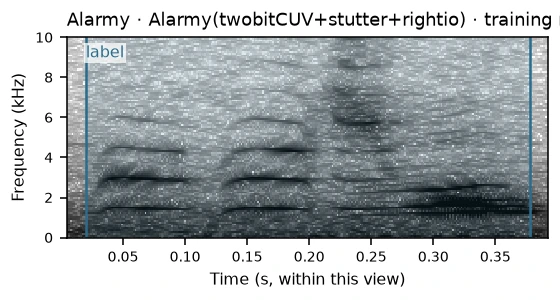 Alarmy · Alarmy(twobitCUV+stutter+rightio) · training
label
Frequency (kHz)
10
8
6
4
2
0
0.05 0.10 0.15 0.20 0.25 0.30 0.35
Time (s, within this view)